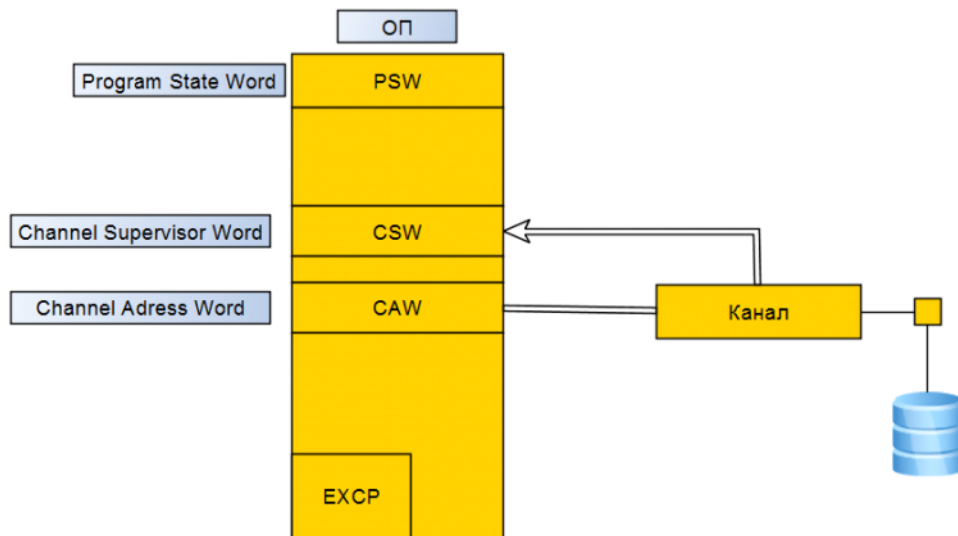 ОП
Program State Word
PSW
Channel Supervisor Word
CSW
Channel Adress Word
CAW
Канал
EXCP